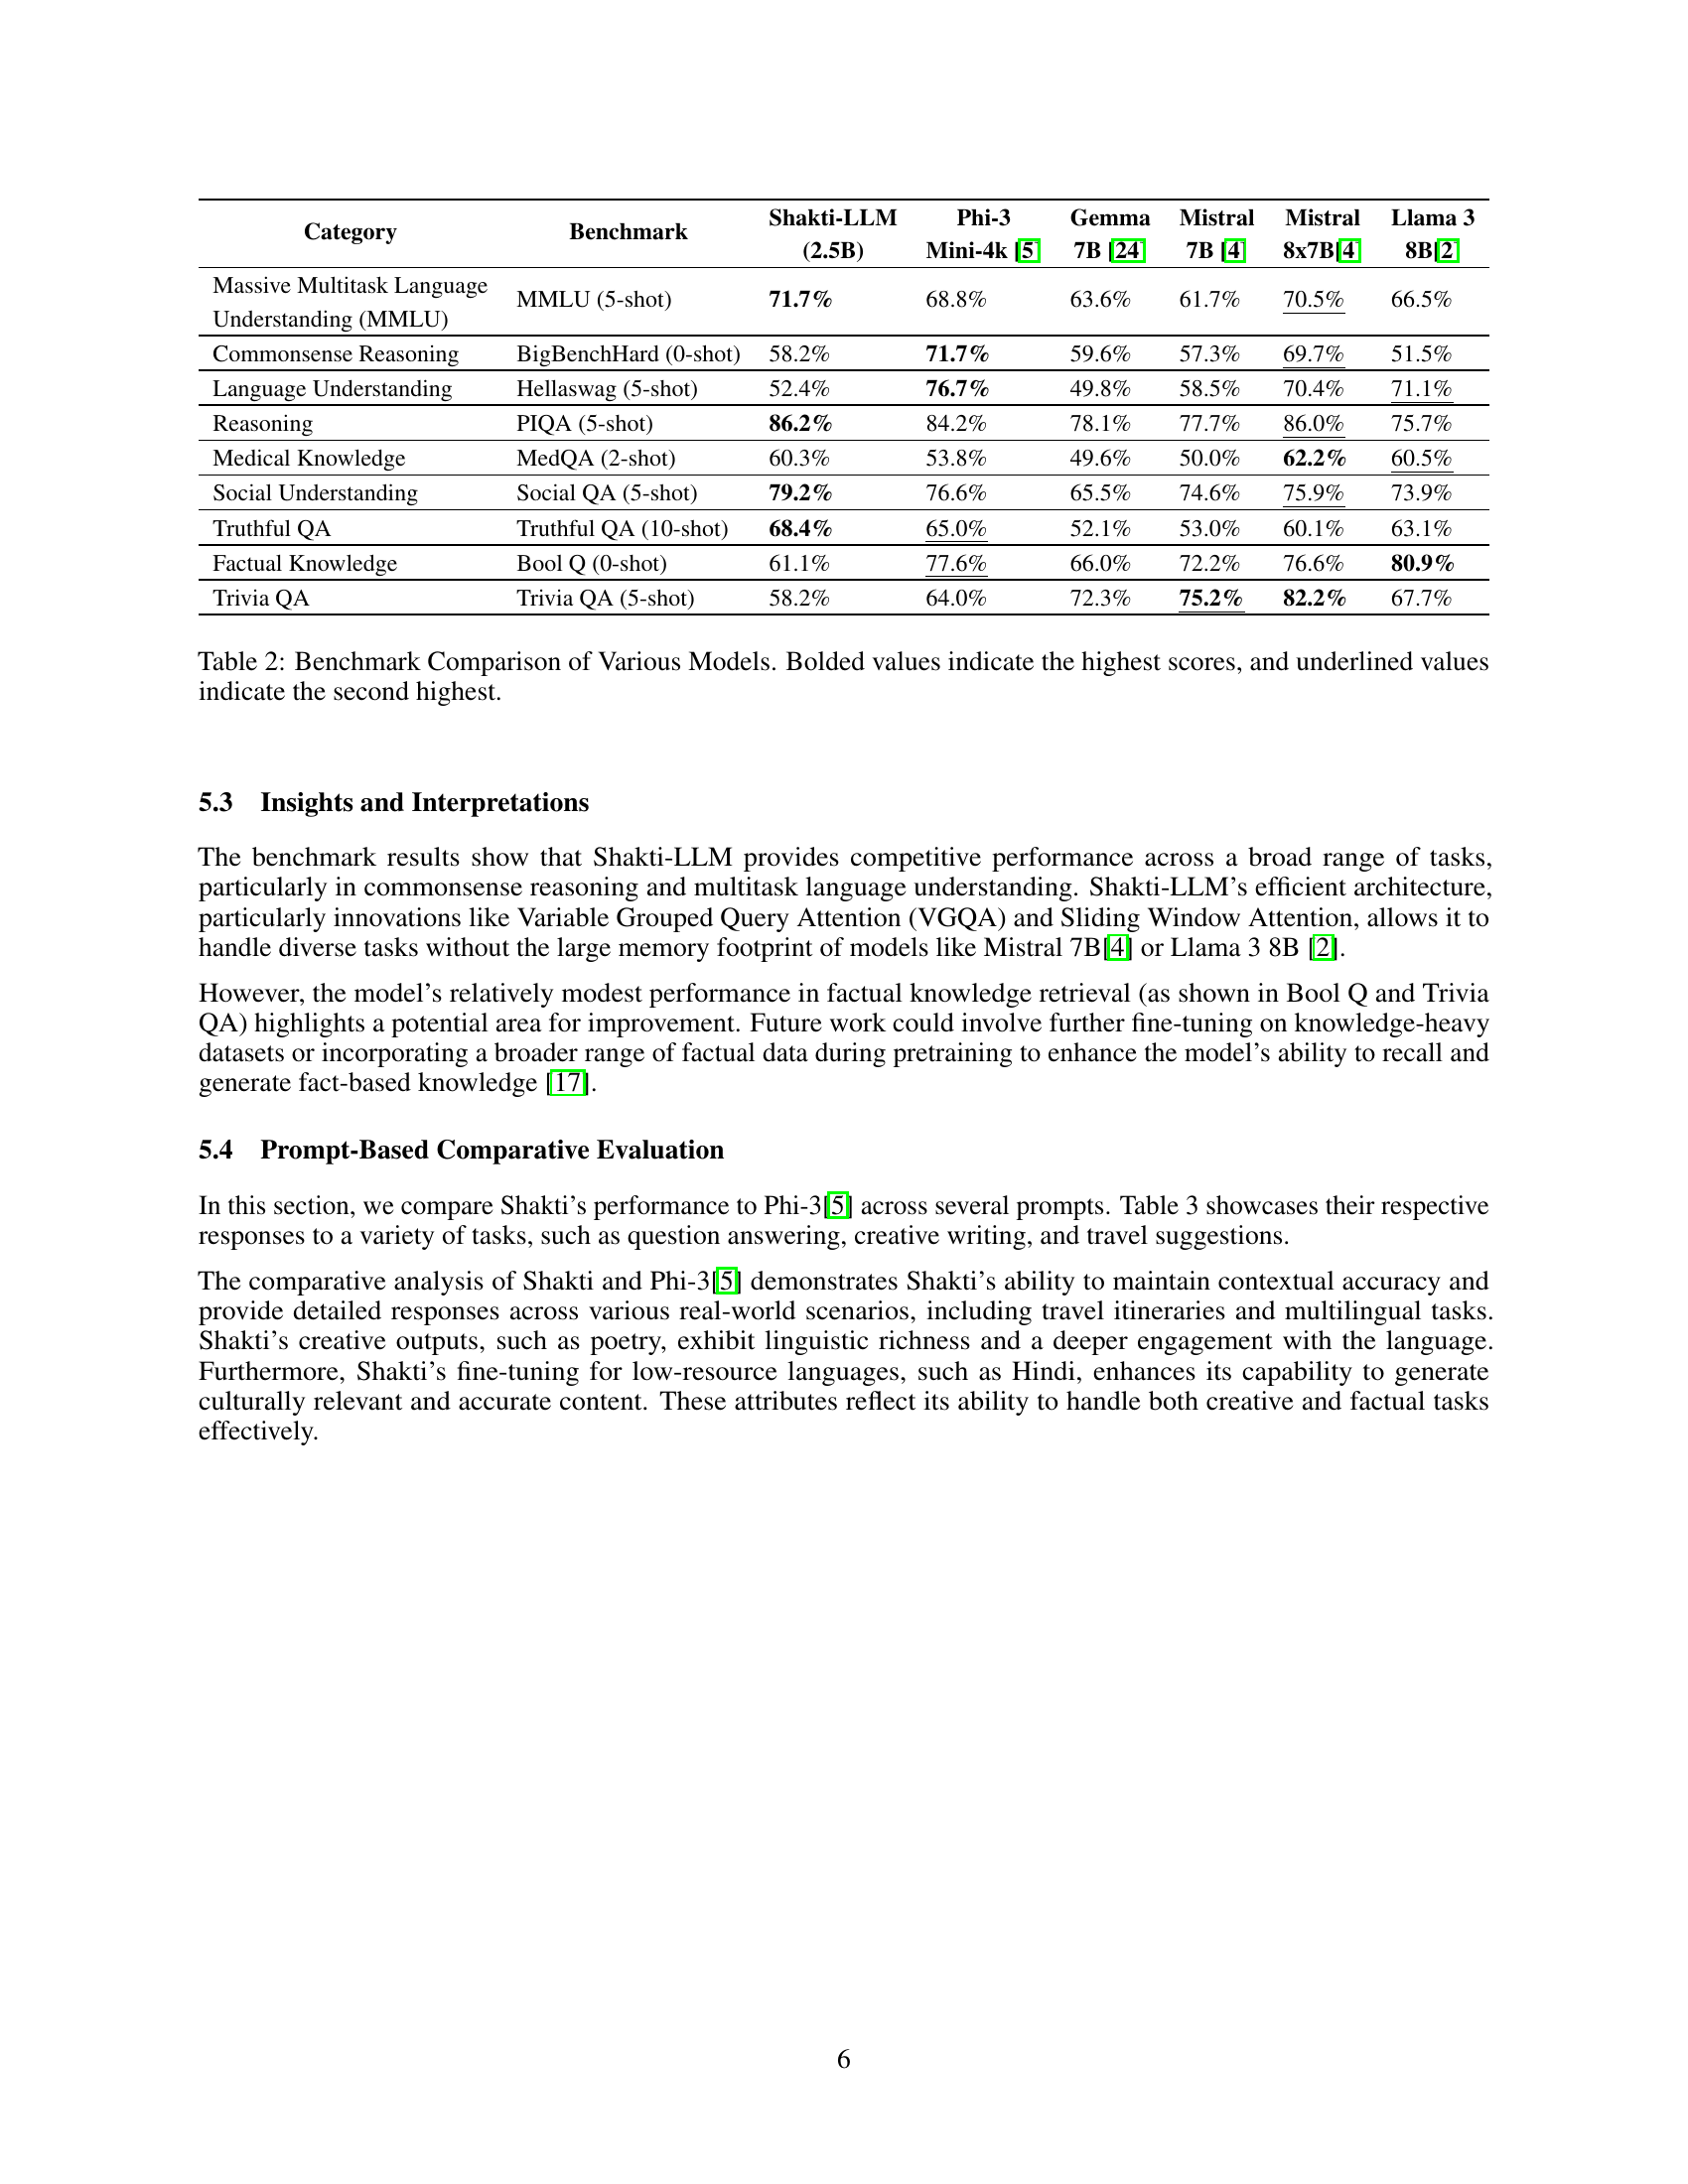 Category Benchmark Shakti-LLM (2.5B) Phi-3 Mini-4k [5] Gemma 7B [24] Mistral 7B [4] Mistral 8x7B[4] Llama 3 8B[2]
Massive Multitask Language Understanding (MMLU) MMLU (5-shot) 71.7% 68.8% 63.6% 61.7% 70.5% 66.5%
Commonsense Reasoning BigBenchHard (0-shot) 58.2% 71.7% 59.6% 57.3% 69.7% 51.5%
Language Understanding Hellaswag (5-shot) 52.4% 76.7% 49.8% 58.5% 70.4% 71.1%
Reasoning PIQA (5-shot) 86.2% 84.2% 78.1% 77.7% 86.0% 75.7%
Medical Knowledge MedQA (2-shot) 60.3% 53.8% 49.6% 50.0% 62.2% 60.5%
Social Understanding Social QA (5-shot) 79.2% 76.6% 65.5% 74.6% 75.9% 73.9%
Truthful QA Truthful QA (10-shot) 68.4% 65.0% 52.1% 53.0% 60.1% 63.1%
Factual Knowledge Bool Q (0-shot) 61.1% 77.6% 66.0% 72.2% 76.6% 80.9%
Trivia QA Trivia QA (5-shot) 58.2% 64.0% 72.3% 75.2% 82.2% 67.7%
Table 2: Benchmark Comparison of Various Models. Bolded values indicate the highest scores, and underlined values
indicate the second highest.
5.3 Insights and Interpretations
The benchmark results show that Shakti-LLM provides competitive performance across a broad range of tasks,
particularly in commonsense reasoning and multitask language understanding. Shakti-LLM's efficient architecture,
particularly innovations like Variable Grouped Query Attention (VGQA) and Sliding Window Attention, allows it to
handle diverse tasks without the large memory footprint of models like Mistral 7B[4] or Llama 3 8B [2].
However, the model's relatively modest performance in factual knowledge retrieval (as shown in Bool Q and Trivia
QA) highlights a potential area for improvement. Future work could involve further fine-tuning on knowledge-heavy
datasets or incorporating a broader range of factual data during pretraining to enhance the model's ability to recall and
generate fact-based knowledge [17].
5.4 Prompt-Based Comparative Evaluation
In this section, we compare Shakti's performance to Phi-3[5] across several prompts. Table 3 showcases their respective
responses to a variety of tasks, such as question answering, creative writing, and travel suggestions.
The comparative analysis of Shakti and Phi-3[5] demonstrates Shakti's ability to maintain contextual accuracy and
provide detailed responses across various real-world scenarios, including travel itineraries and multilingual tasks.
Shakti's creative outputs, such as poetry, exhibit linguistic richness and a deeper engagement with the language.
Furthermore, Shakti's fine-tuning for low-resource languages, such as Hindi, enhances its capability to generate
culturally relevant and accurate content. These attributes reflect its ability to handle both creative and factual tasks
effectively.
6